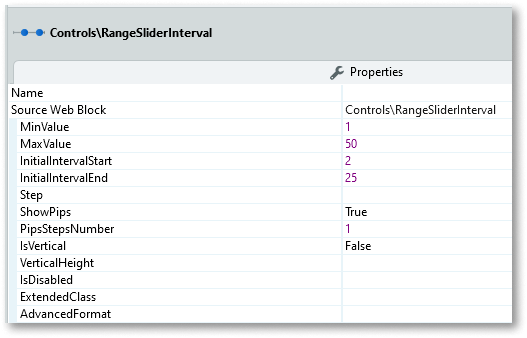 Controls\RangeSliderInterval
Properties
Name
Source Web Block Controls\RangeSliderInterval
MinValue 1
MaxValue 50
InitialIntervalStart 2
InitialIntervalEnd 25
Step
ShowPips True
PipsStepsNumber 1
IsVertical False
VerticalHeight
IsDisabled
ExtendedClass
AdvancedFormat